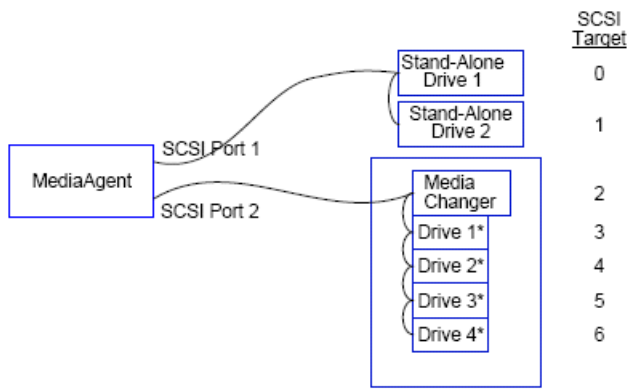 SCSI
Target
Stand-Alone
Drive 1
0
Stand-Alone
Drive 2
1
SCSI Port 1
MediaAgent
SCSI Port 2
Media
Changer
2
Drive 1*
3
Drive 2*
4
Drive 3*
5
Drive 4*
6